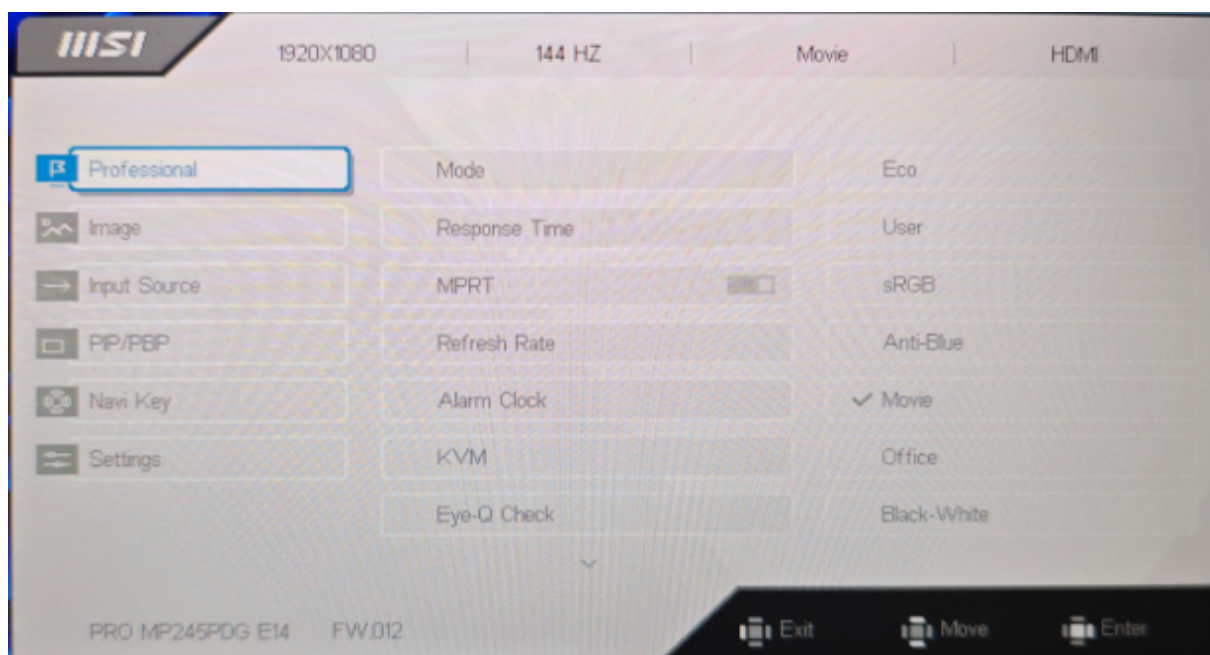 msi 1920X1080 144 HZ Movie HDMI
Professional Mode Eco
Image Response Time User
Input Source MPRT sRGB
PIP/PBP Refresh Rate Anti-Blue
Navi Key Alarm Clock Movie
Settings KVM Office
Eye-Q Check Black-White
PRO MP245PDG E14 FW.012 Exit Move Enter